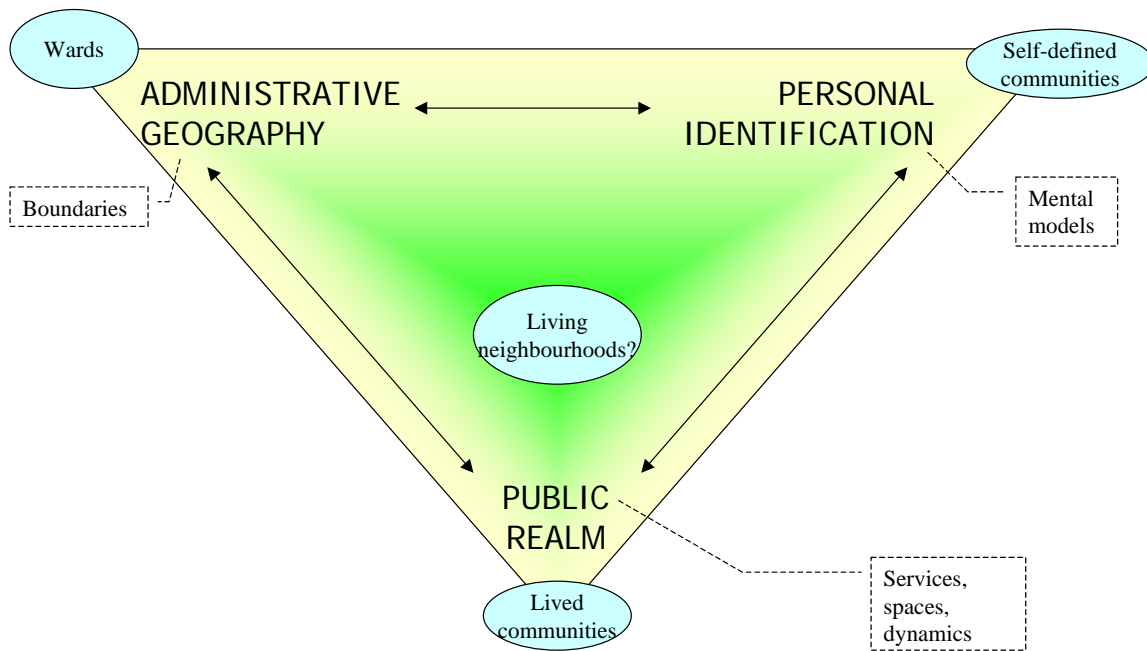 Wards
Self-defined
communities
ADMINISTRATIVE
GEOGRAPHY
PERSONAL
IDENTIFICATION
Boundaries
Mental
models
Living
neighbourhoods?
PUBLIC
REALM
Services,
spaces,
dynamics
Lived
communities